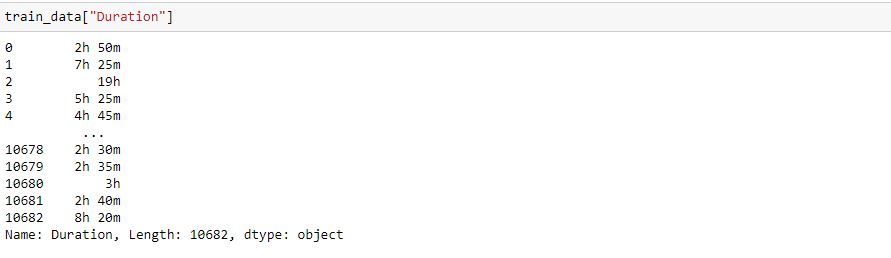 train_data["Duration"]
0        2h 50m
1        7h 25m
2           19h
3        5h 25m
4        4h 45m
          ...
10678    2h 30m
10679    2h 35m
10680        3h
10681    2h 40m
10682    8h 20m
Name: Duration, Length: 10682, dtype: object